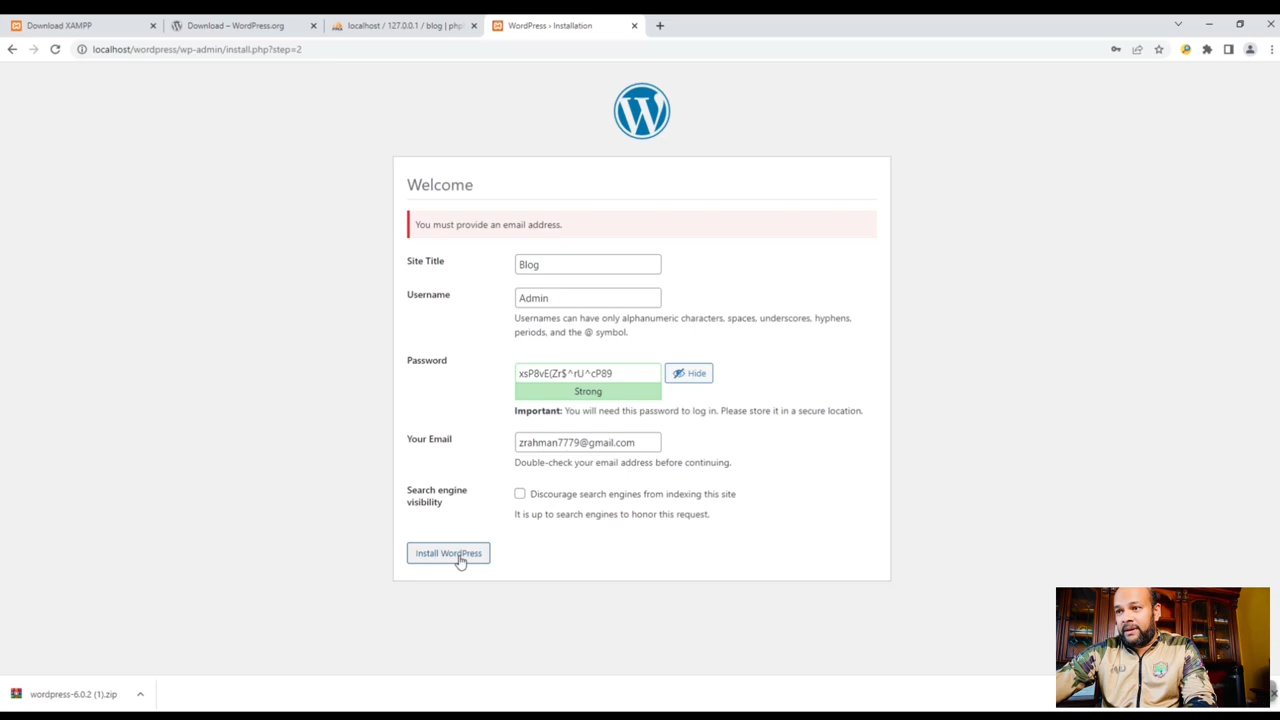 Download XAMPP
Download – WordPress.org
localhost / 127.0.0.1 / blog | php
WordPress › Installation
localhost/wordpress/wp-admin/install.php?step=2
Welcome
You must provide an email address.
Site Title
Blog
Username
Admin
Usernames can have only alphanumeric characters, spaces, underscores, hyphens,
periods, and the @ symbol.
Password
xsP8vE(Zr$^rU^cP89
Hide
Strong
Important: You will need this password to log in. Please store it in a secure location.
Your Email
zrahman7779@gmail.com
Double-check your email address before continuing.
Search engine
visibility
Discourage search engines from indexing this site
It is up to search engines to honor this request.
Install WordPress
wordpress-6.0.2 (1).zip